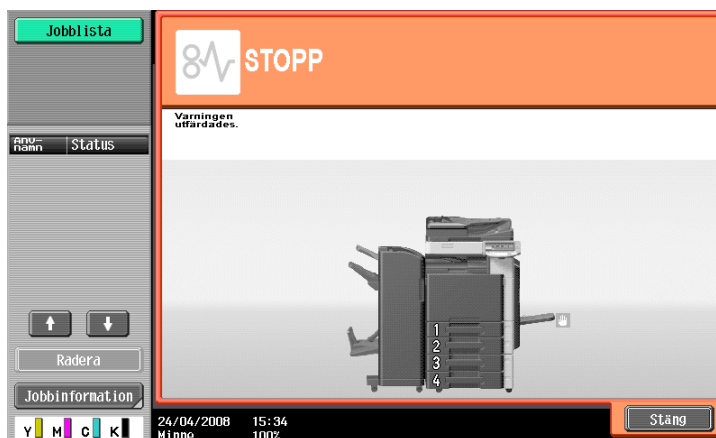 Jobblista
STOPP
Varningen
utfärdades.
Anv-
namn Status
1
2
3
4
Radera
Jobbinformation
Y M C K
24/04/2008 15:34
Minne 100%
Stäng